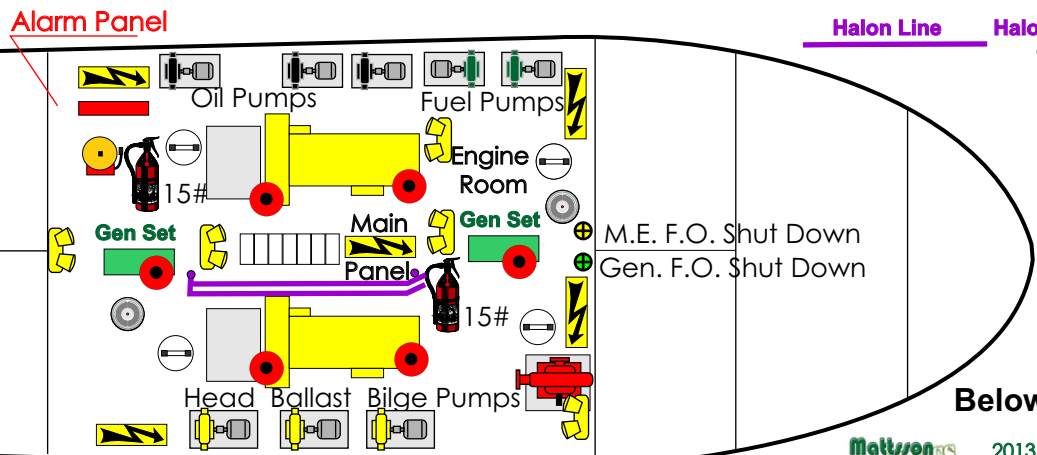 Alarm Panel
Halon Line
Halo
Oil Pumps
Fuel Pumps
15#
Engine
Room
Gen Set
Main
Panel
Gen Set
M.E. F.O. Shut Down
Gen. F.O. Shut Down
15#
Head
Ballast
Bilge Pumps
Below
Mattsson
2013